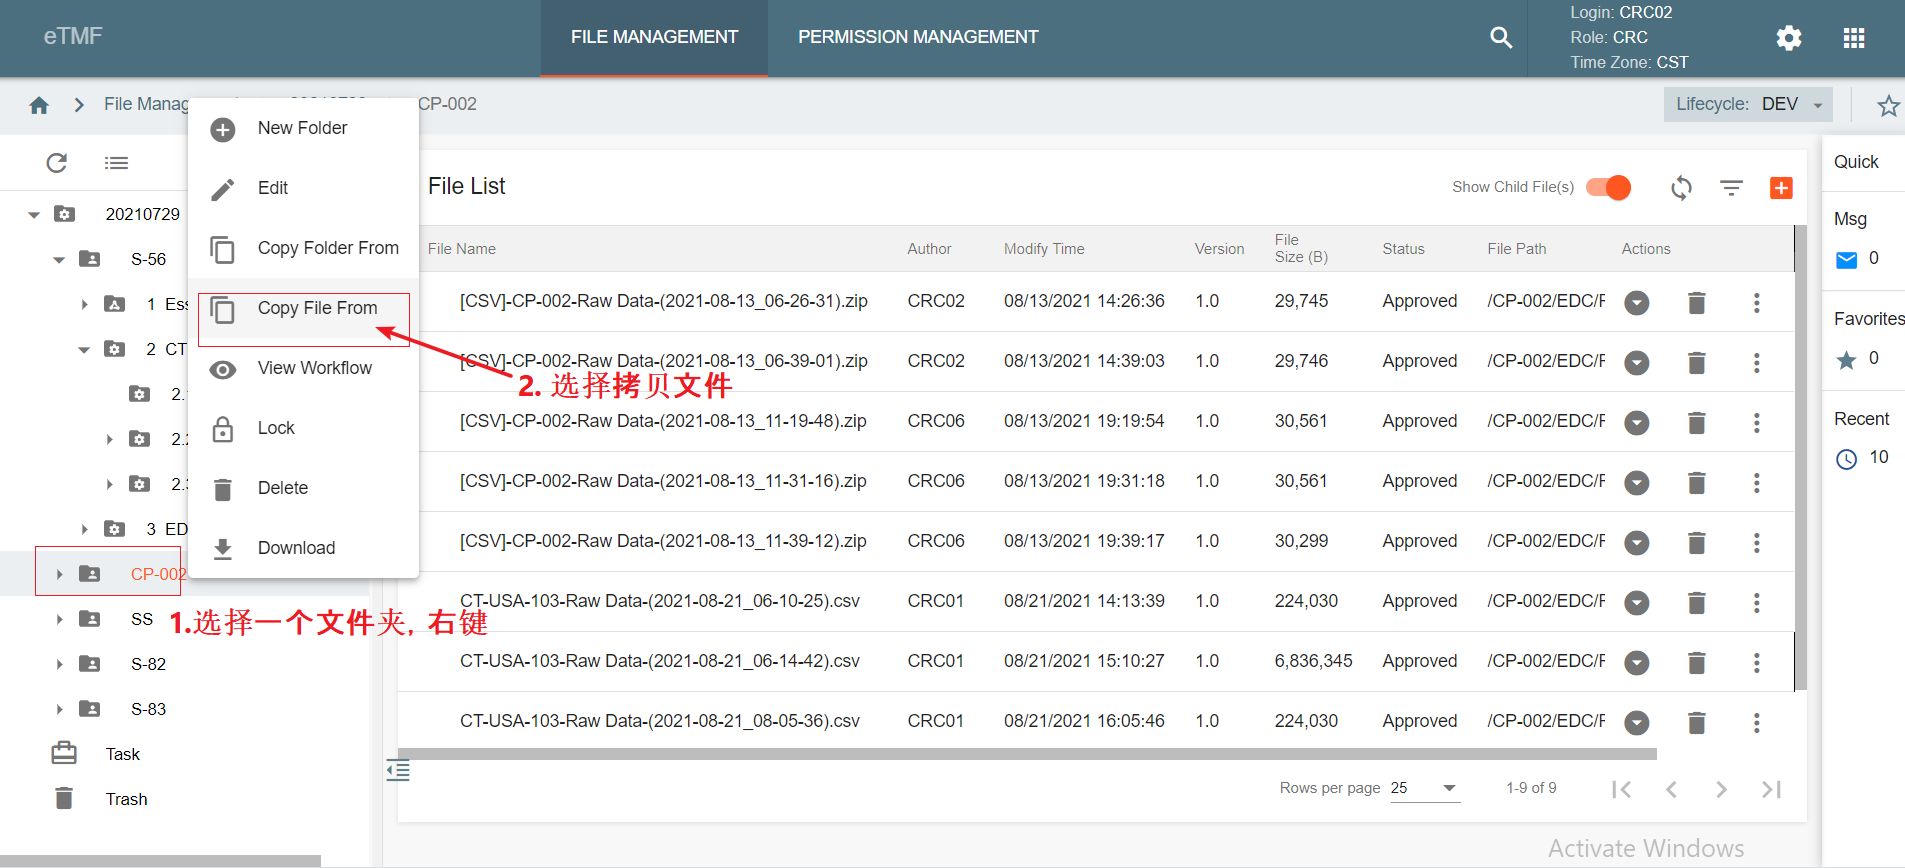 eTMF
FILE MANAGEMENT
PERMISSION MANAGEMENT
Login: CRC02
Role: CRC
Time Zone: CST
File Manag
CP-002
Lifecycle: DEV
New Folder
Edit
Copy Folder From
Copy File From
View Workflow
Lock
Delete
Download
20210729
S-56
1 Ess
2 CT
2.
2.2
2.3
3 ED
CP-002
SS
S-82
S-83
Task
Trash
1.选择一个文件夹, 右键
2. 选择拷贝文件
File List
Show Child File(s)
File Name Author Modify Time Version File Size (B) Status File Path Actions
[CSV]-CP-002-Raw Data-(2021-08-13_06-26-31).zip CRC02 08/13/2021 14:26:36 1.0 29,745 Approved /CP-002/EDC/F
[CSV]-CP-002-Raw Data-(2021-08-13_06-39-01).zip CRC02 08/13/2021 14:39:03 1.0 29,746 Approved /CP-002/EDC/F
[CSV]-CP-002-Raw Data-(2021-08-13_11-19-48).zip CRC06 08/13/2021 19:19:54 1.0 30,561 Approved /CP-002/EDC/F
[CSV]-CP-002-Raw Data-(2021-08-13_11-31-16).zip CRC06 08/13/2021 19:31:18 1.0 30,561 Approved /CP-002/EDC/F
[CSV]-CP-002-Raw Data-(2021-08-13_11-39-12).zip CRC06 08/13/2021 19:39:17 1.0 30,299 Approved /CP-002/EDC/F
CT-USA-103-Raw Data-(2021-08-21_06-10-25).csv CRC01 08/21/2021 14:13:39 1.0 224,030 Approved /CP-002/EDC/F
CT-USA-103-Raw Data-(2021-08-21_06-14-42).csv CRC01 08/21/2021 15:10:27 1.0 6,836,345 Approved /CP-002/EDC/F
CT-USA-103-Raw Data-(2021-08-21_08-05-36).csv CRC01 08/21/2021 16:05:46 1.0 224,030 Approved /CP-002/EDC/F
Rows per page 25 1-9 of 9
Quick
Msg
0
Favorites
0
Recent
10
Activate Windows